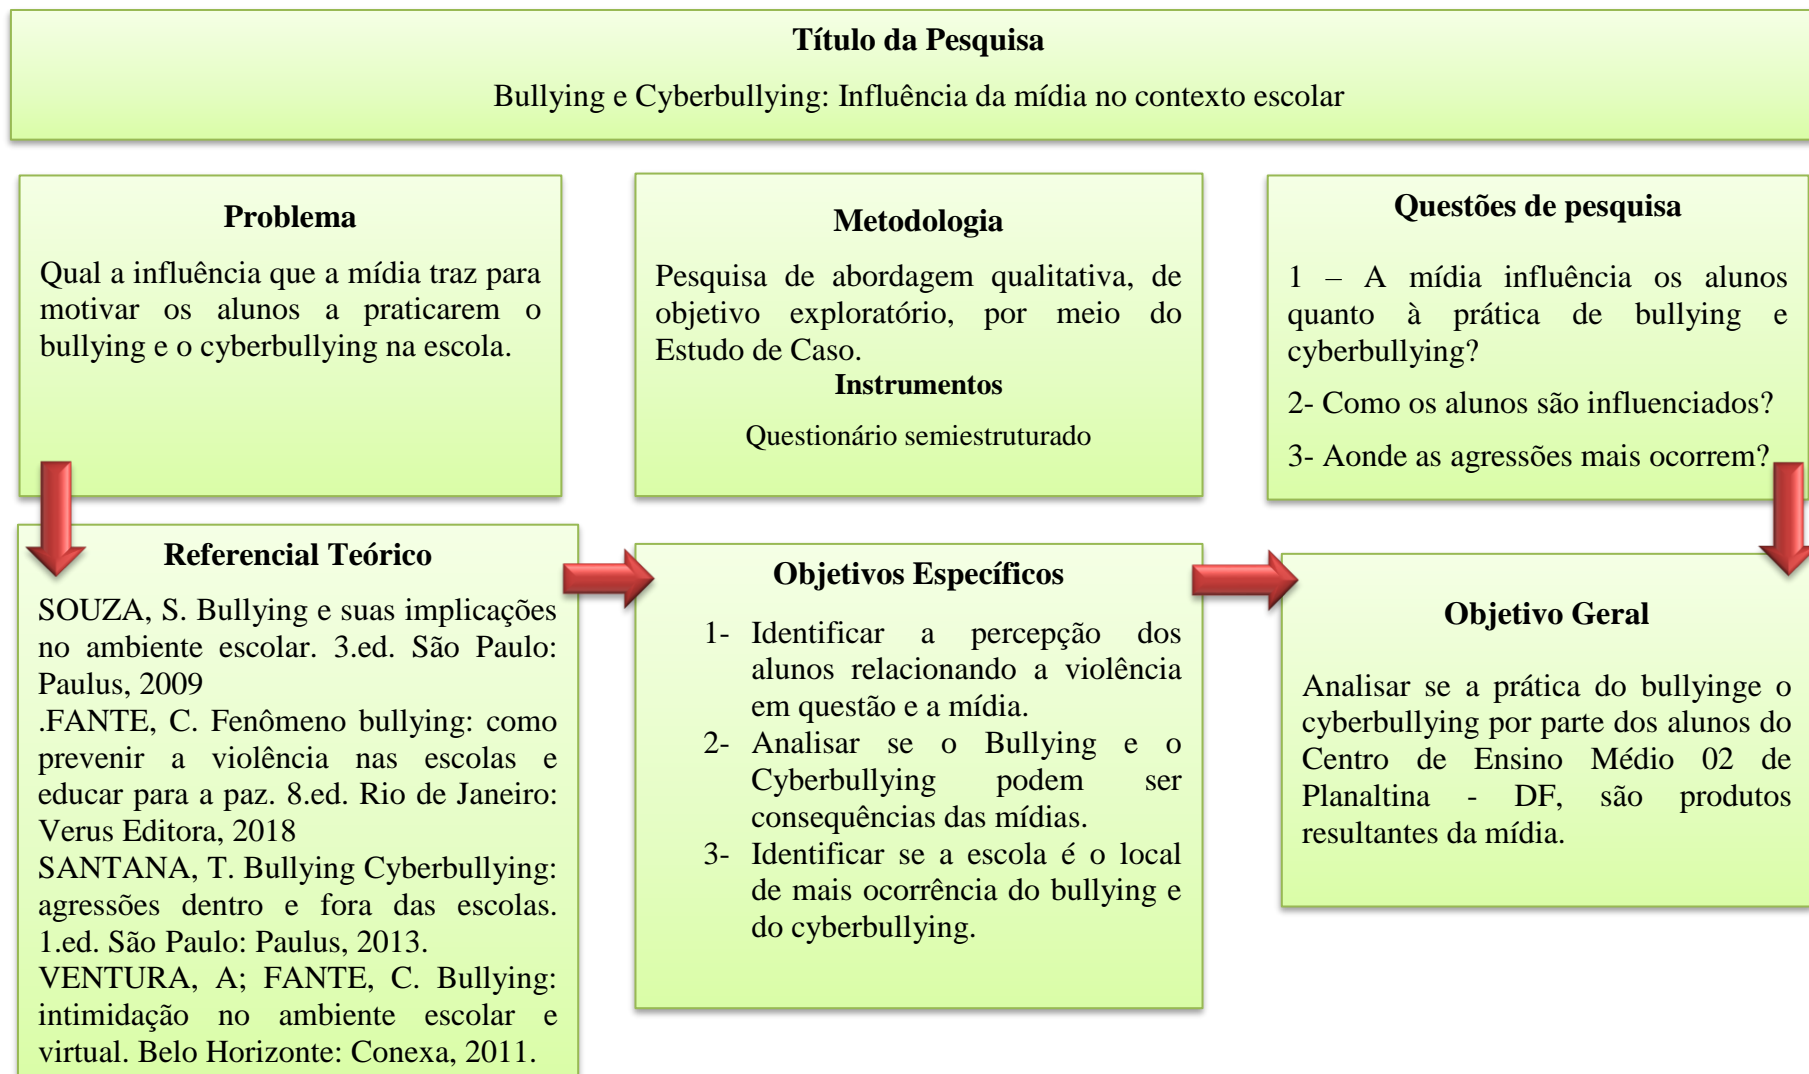 Título da Pesquisa
Bullying e Cyberbullying: Influência da mídia no contexto escolar
Problema
Qual a influência que a mídia traz para
motivar os alunos a praticarem o
bullying e o cyberbullying na escola.
Metodologia
Pesquisa de abordagem qualitativa, de
objetivo exploratório, por meio do
Estudo de Caso.
Instrumentos
Questionário semiestruturado
Questões de pesquisa
1 – A mídia influência os alunos
quanto à prática de bullying e
cyberbullying?
2- Como os alunos são influenciados?
3- Aonde as agressões mais ocorrem?
Referencial Teórico
SOUZA, S. Bullying e suas implicações
no ambiente escolar. 3.ed. São Paulo:
Paulus, 2009
.FANTE, C. Fenômeno bullying: como
prevenir a violência nas escolas e
educar para a paz. 8.ed. Rio de Janeiro:
Verus Editora, 2018
SANTANA, T. Bullying Cyberbullying:
agressões dentro e fora das escolas.
1.ed. São Paulo: Paulus, 2013.
VENTURA, A; FANTE, C. Bullying:
intimidação no ambiente escolar e
virtual. Belo Horizonte: Conexa, 2011.
Objetivos Específicos
1- Identificar a percepção dos
alunos relacionando a violência
em questão e a mídia.
2- Analisar se o Bullying e o
Cyberbullying podem ser
consequências das mídias.
3- Identificar se a escola é o local
de mais ocorrência do bullying e
do cyberbullying.
Objetivo Geral
Analisar se a prática do bullyinge o
cyberbullying por parte dos alunos do
Centro de Ensino Médio 02 de
Planaltina - DF, são produtos
resultantes da mídia.